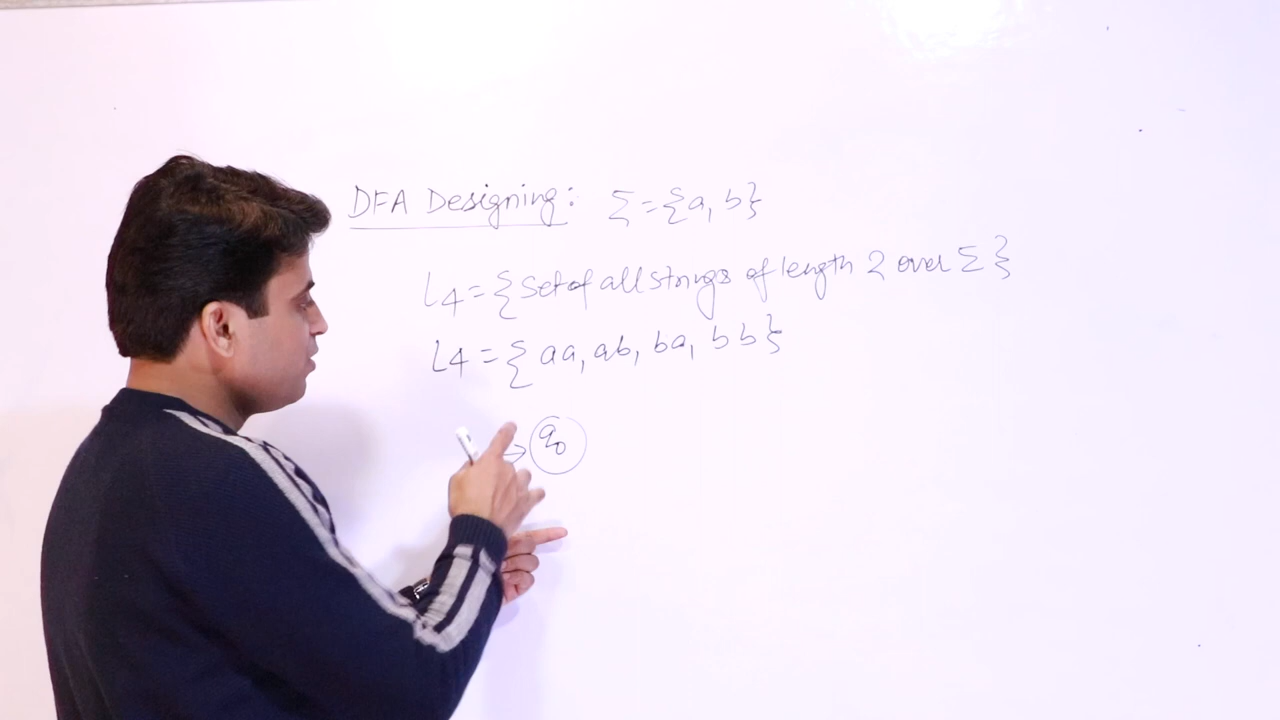 DFA Designing: Σ={a, b}
L4={Set of all strings of length 2 over Σ}
L4={aa, ab, ba, bb}
→ q0